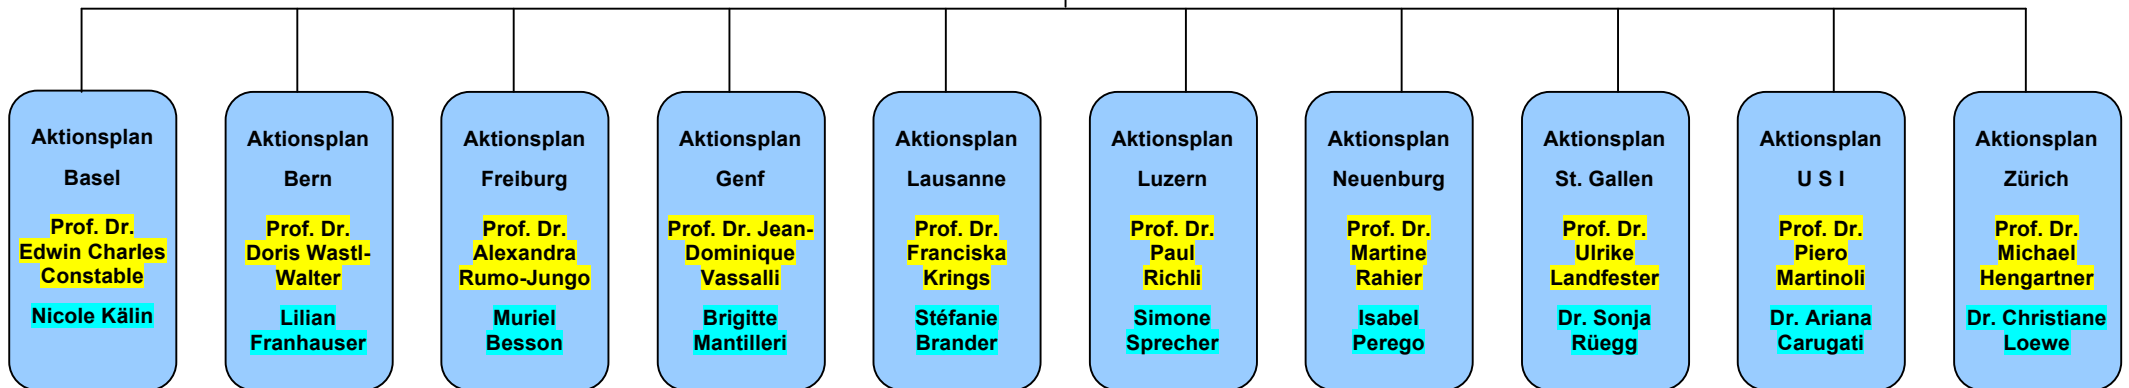 Aktionsplan
Basel
Prof. Dr.
Edwin Charles
Constable
Nicole Kälin
Aktionsplan
Bern
Prof. Dr.
Doris Wastl-
Walter
Lilian
Franhauser
Aktionsplan
Freiburg
Prof. Dr.
Alexandra
Rumo-Jungo
Muriel
Besson
Aktionsplan
Genf
Prof. Dr. Jean-
Dominique
Vassalli
Brigitte
Mantilleri
Aktionsplan
Lausanne
Prof. Dr.
Franciska
Krings
Stéfanie
Brander
Aktionsplan
Luzern
Prof. Dr.
Paul
Richli
Simone
Sprecher
Aktionsplan
Neuenburg
Prof. Dr.
Martine
Rahier
Isabel
Perego
Aktionsplan
St. Gallen
Prof. Dr.
Ulrike
Landfester
Dr. Sonja
Rüegg
Aktionsplan
U S I
Prof. Dr.
Piero
Martinoli
Dr. Ariana
Carugati
Aktionsplan
Zürich
Prof. Dr.
Michael
Hengartner
Dr. Christiane
Loewe